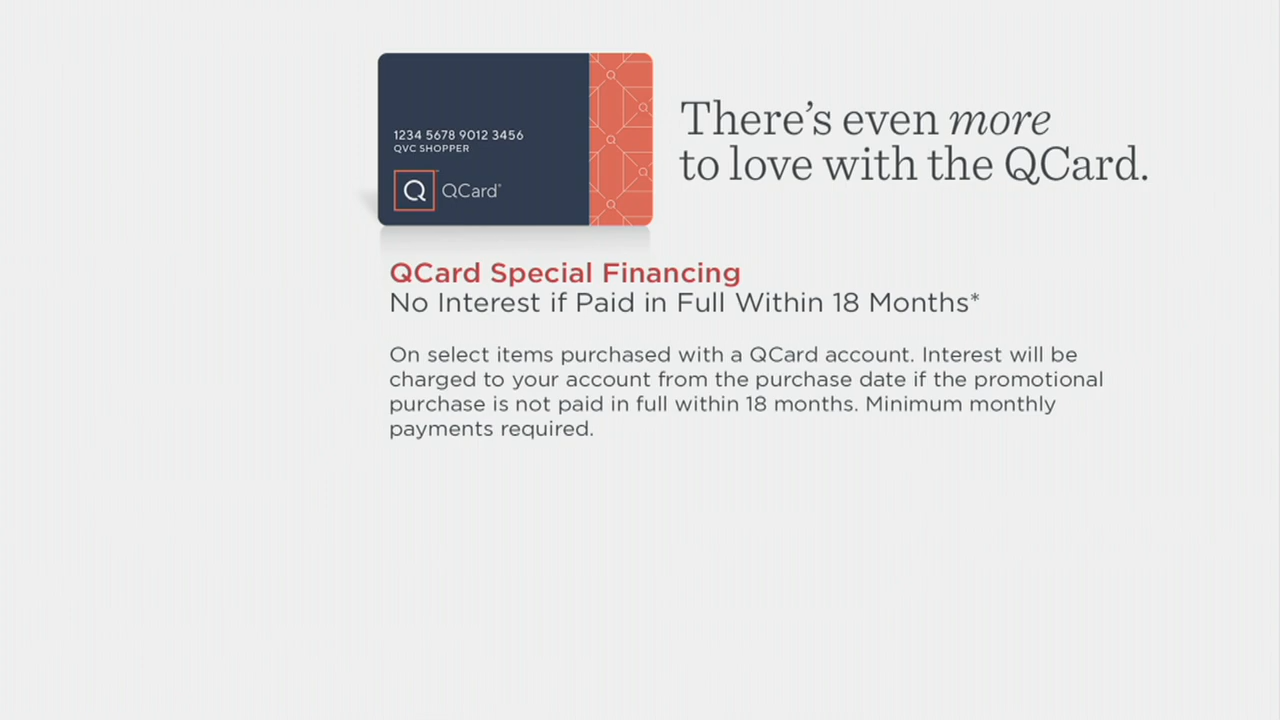 1234 5678 9012 3456
QVC SHOPPER
Q QCard®
There's even more
to love with the QCard.
QCard Special Financing
No Interest if Paid in Full Within 18 Months*
On select items purchased with a QCard account. Interest will be
charged to your account from the purchase date if the promotional
purchase is not paid in full within 18 months. Minimum monthly
payments required.